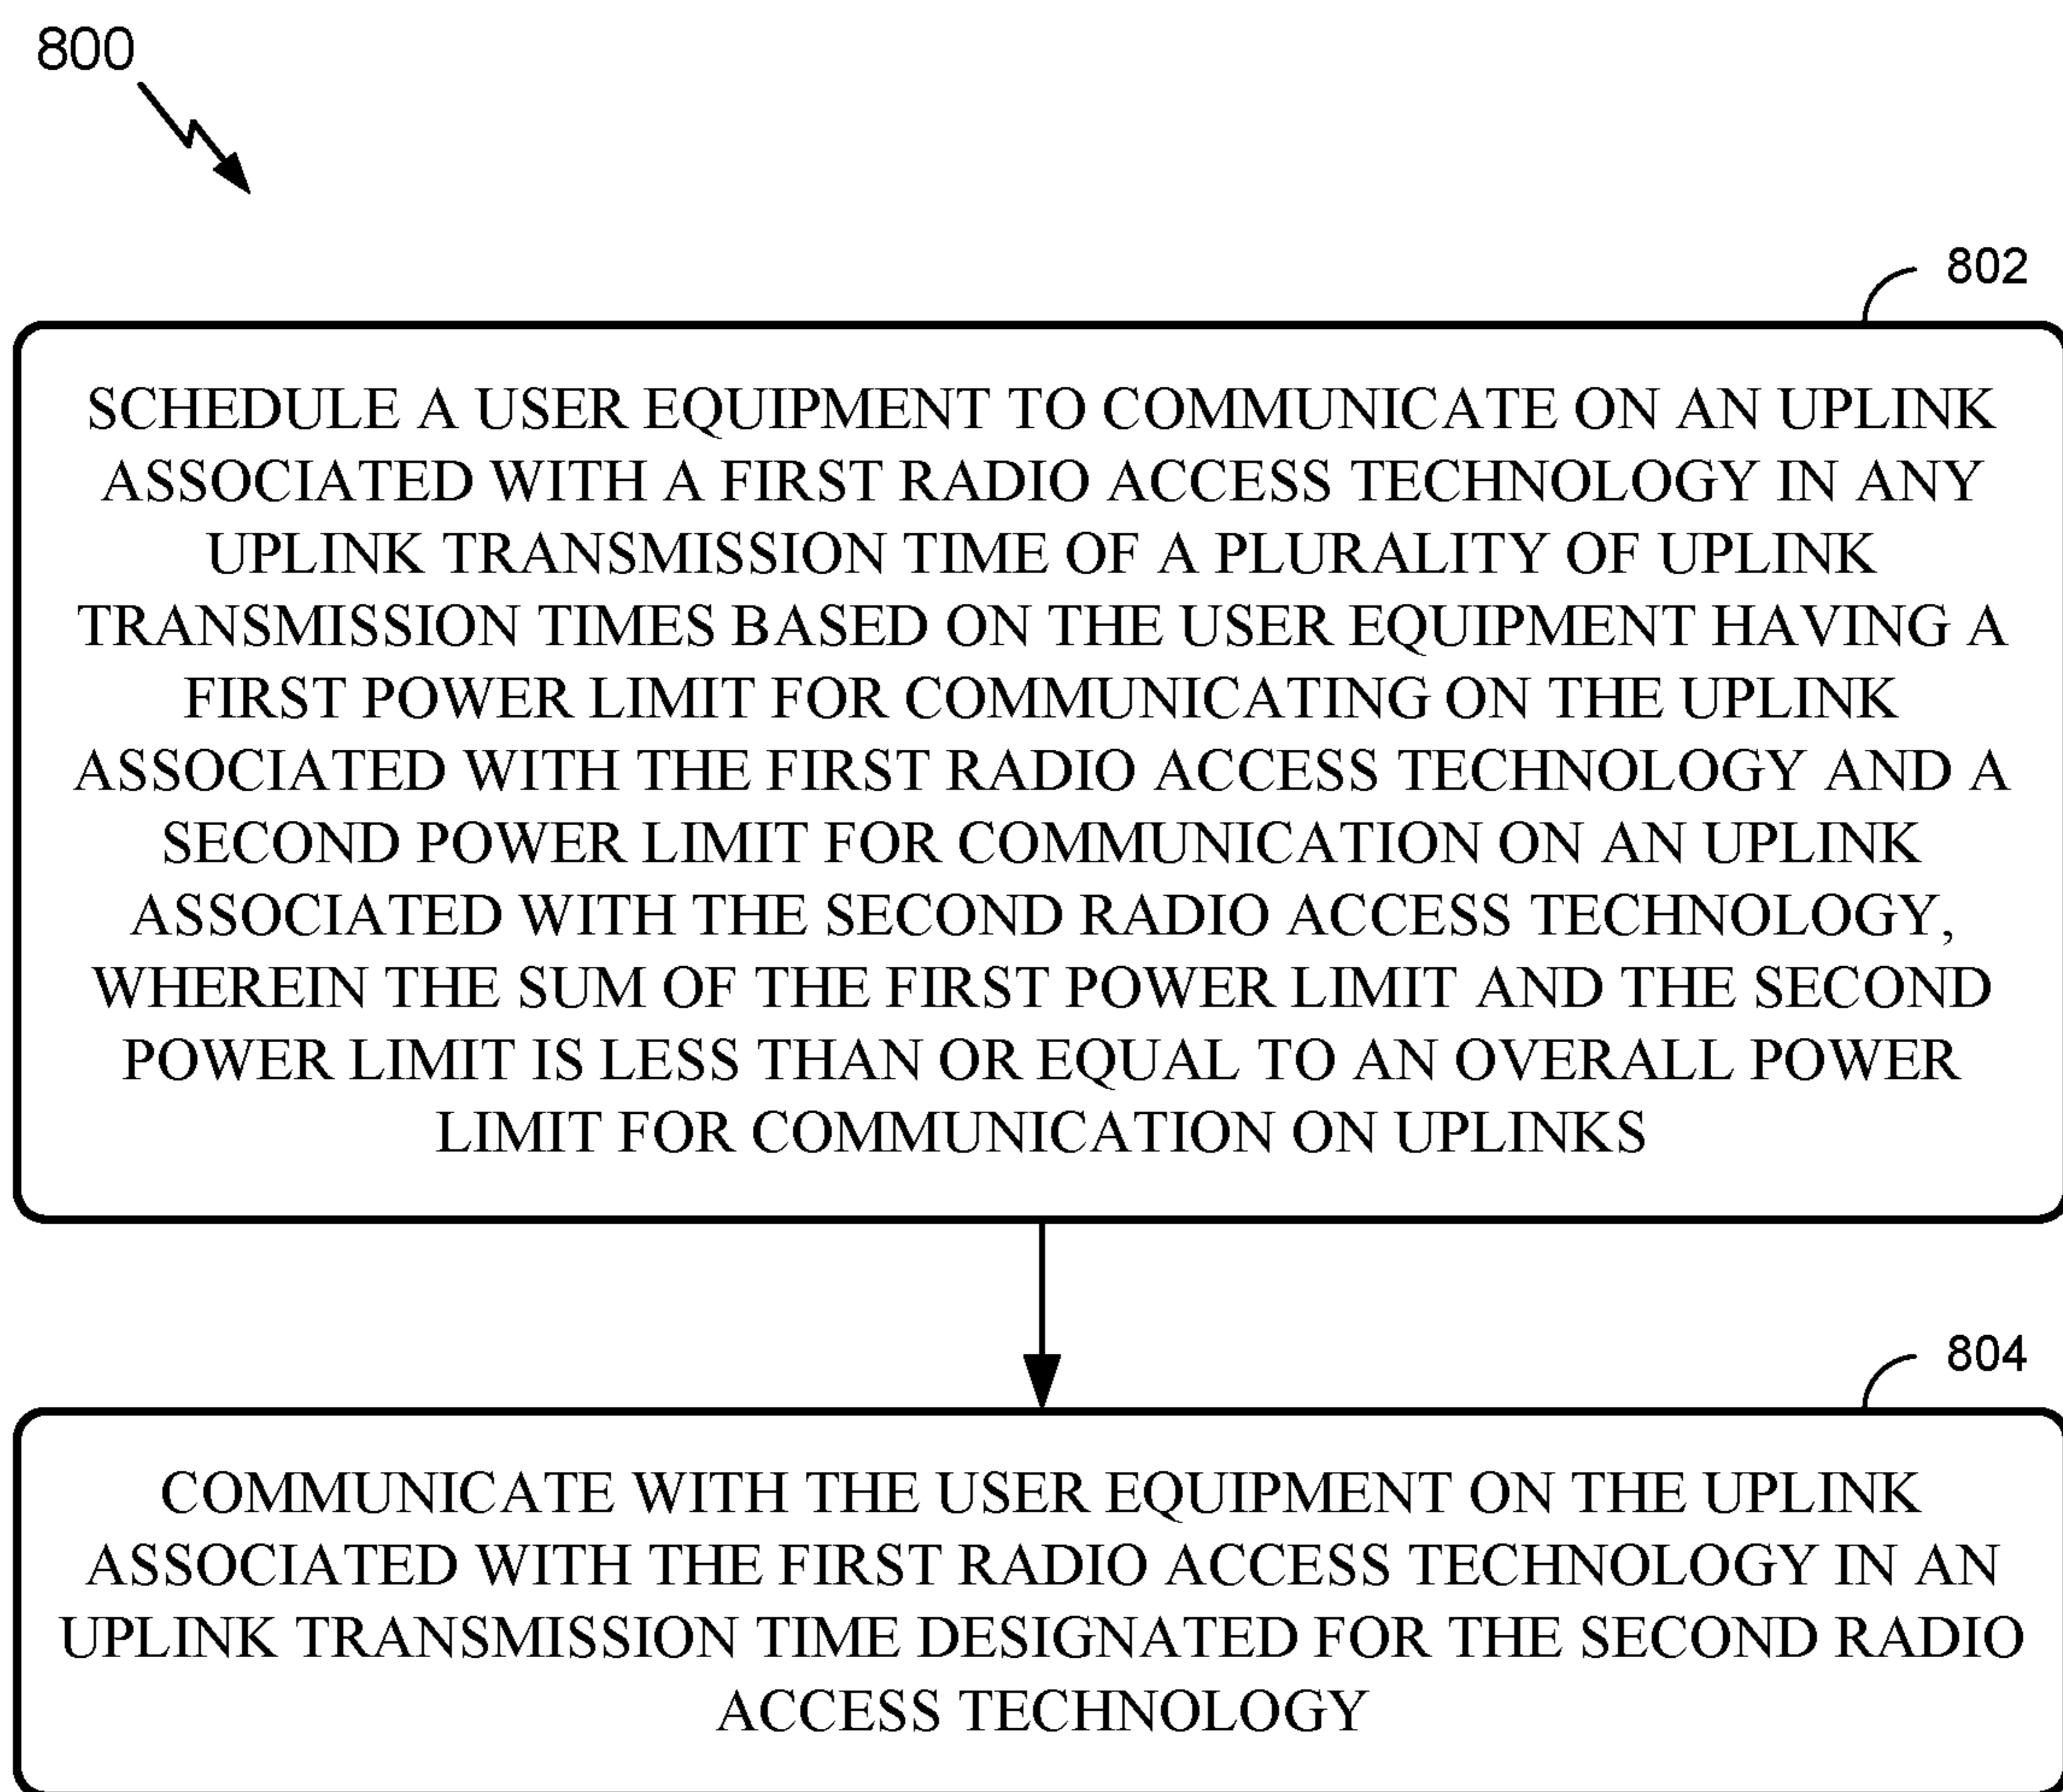 800
802
SCHEDULE A USER EQUIPMENT TO COMMUNICATE ON AN UPLINK
ASSOCIATED WITH A FIRST RADIO ACCESS TECHNOLOGY IN ANY
UPLINK TRANSMISSION TIME OF A PLURALITY OF UPLINK
TRANSMISSION TIMES BASED ON THE USER EQUIPMENT HAVING A
FIRST POWER LIMIT FOR COMMUNICATING ON THE UPLINK
ASSOCIATED WITH THE FIRST RADIO ACCESS TECHNOLOGY AND A
SECOND POWER LIMIT FOR COMMUNICATION ON AN UPLINK
ASSOCIATED WITH THE SECOND RADIO ACCESS TECHNOLOGY,
WHEREIN THE SUM OF THE FIRST POWER LIMIT AND THE SECOND
POWER LIMIT IS LESS THAN OR EQUAL TO AN OVERALL POWER
LIMIT FOR COMMUNICATION ON UPLINKS
804
COMMUNICATE WITH THE USER EQUIPMENT ON THE UPLINK
ASSOCIATED WITH THE FIRST RADIO ACCESS TECHNOLOGY IN AN
UPLINK TRANSMISSION TIME DESIGNATED FOR THE SECOND RADIO
ACCESS TECHNOLOGY